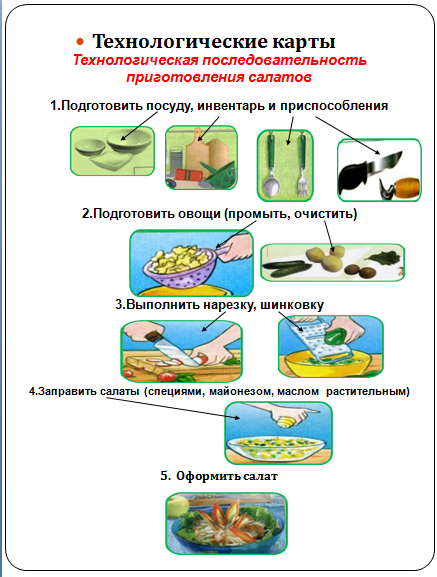 • Технологические карты
Технологическая последовательность
приготовления салатов
1.Подготовить посуду, инвентарь и приспособления
2.Подготовить овощи (промыть, очистить)
3.Выполнить нарезку, шинковку
4.Заправить салаты (специями, майонезом, маслом растительным)
5. Оформить салат